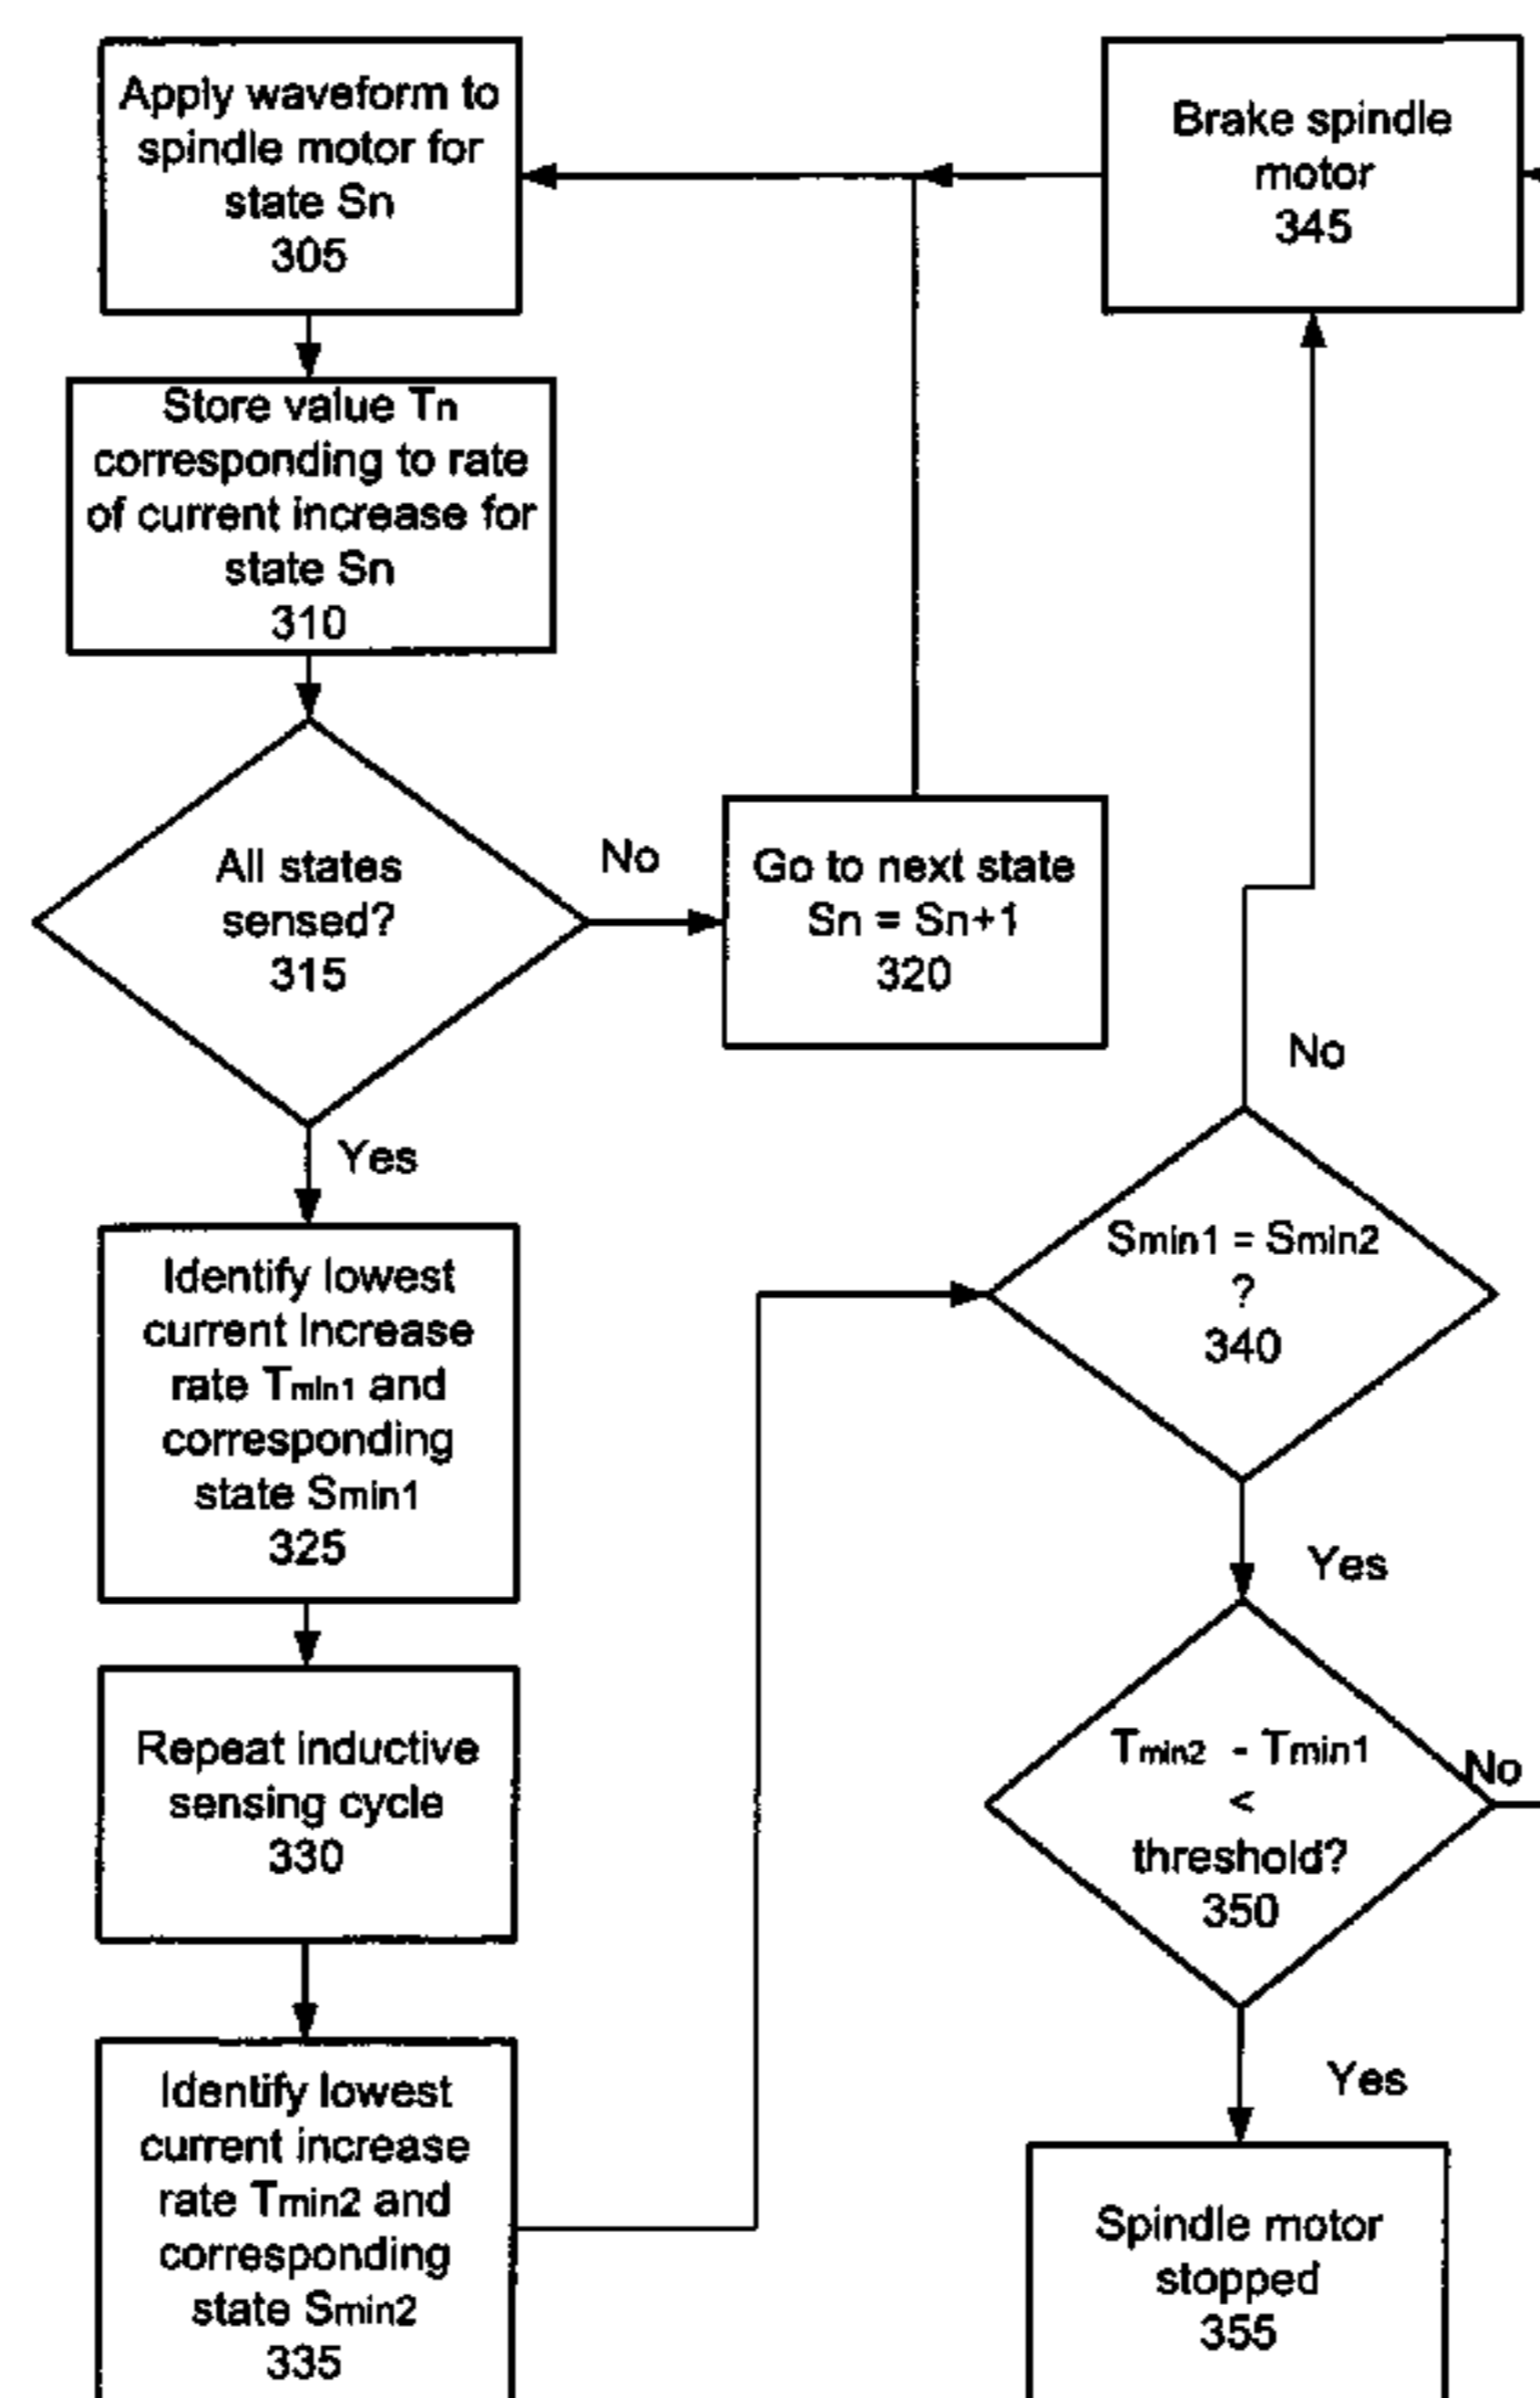 Apply waveform to
spindle motor for
state Sn
305
Store value Tn
corresponding to rate
of current increase for
state Sn
310
All states
sensed?
315
No
Go to next state
Sn = Sn+1
320
Yes
Identify lowest
current increase
rate Tmin1 and
corresponding
state Smin1
325
Repeat inductive
sensing cycle
330
Identify lowest
current increase
rate Tmin2 and
corresponding
state Smin2
335
Brake spindle
motor
345
No
Smin1 = Smin2
?
340
Yes
Tmin2 - Tmin1
<
threshold?
350
No
Yes
Spindle motor
stopped
355